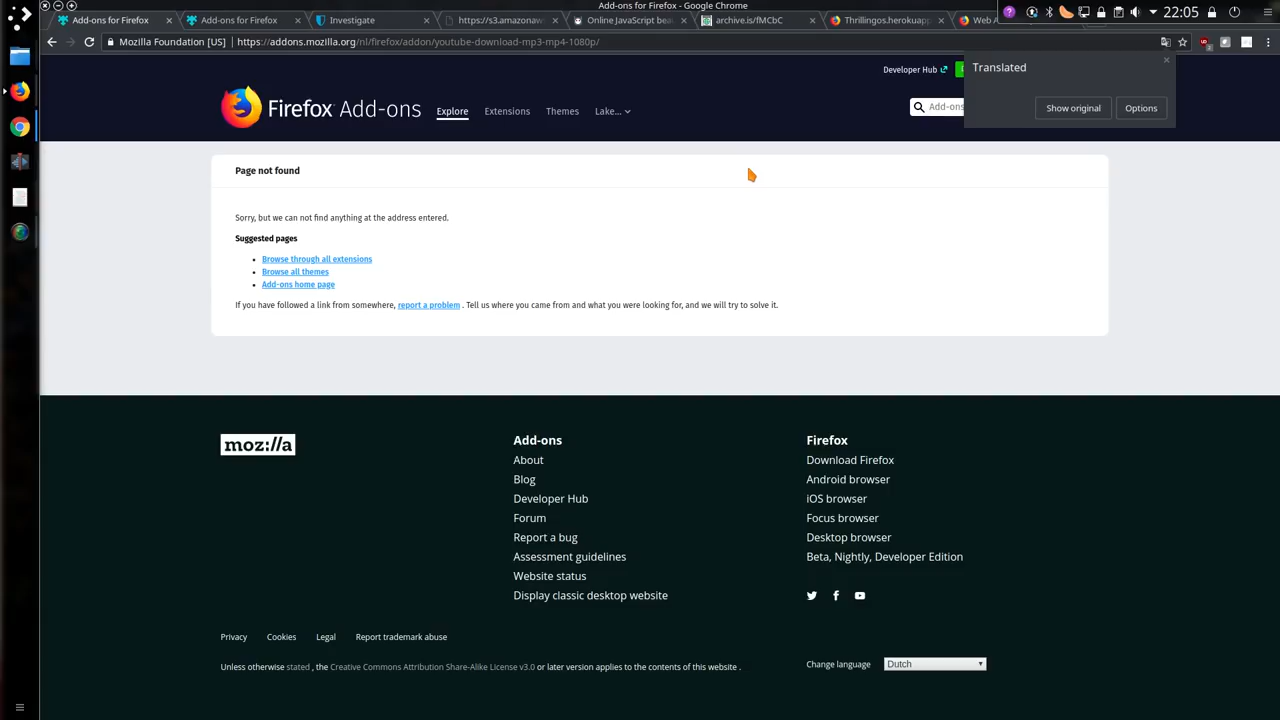 Add-ons for Firefox - Google Chrome
Add-ons for Firefox
Add-ons for Firefox
Investigate
https://s3.amazonaw
Online JavaScript beau
archive.is/fMCbC
Thrillingos.herokuapp
Web A
22:05
Mozilla Foundation [US]
https://addons.mozilla.org/nl/firefox/addon/youtube-download-mp3-mp4-1080p/
Translated
Show original
Options
Developer Hub
Firefox Add-ons
Explore
Extensions
Themes
Lake...
Add-ons
Page not found
Sorry, but we can not find anything at the address entered.
Suggested pages
Browse through all extensions
Browse all themes
Add-ons home page
If you have followed a link from somewhere, report a problem . Tell us where you came from and what you were looking for, and we will try to solve it.
moz://a
Add-ons
About
Blog
Developer Hub
Forum
Report a bug
Assessment guidelines
Website status
Display classic desktop website
Firefox
Download Firefox
Android browser
iOS browser
Focus browser
Desktop browser
Beta, Nightly, Developer Edition
Privacy
Cookies
Legal
Report trademark abuse
Unless otherwise stated , the Creative Commons Attribution Share-Alike License v3.0 or later version applies to the contents of this website .
Change language
Dutch